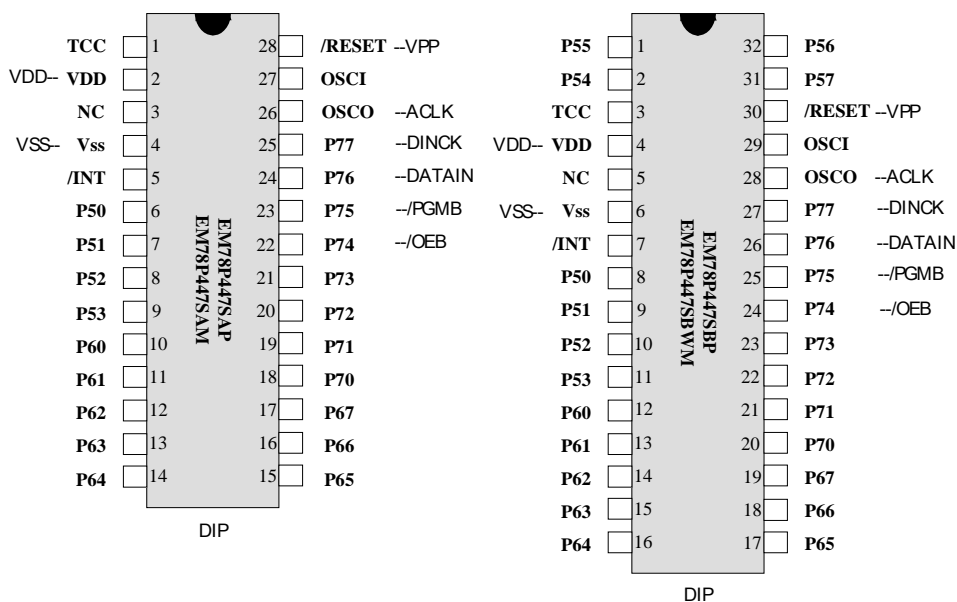 TCC 1 28 /RESET --VPP
VDD-- VDD 2 27 OSCI
NC 3 26 OSCO --ACLK
VSS-- Vss 4 25 P77 --DINCK
/INT 5 24 P76 --DATAIN
P50 6 23 P75 --/PGMB
P51 7 22 P74 --/OEB
P52 8 21 P73
P53 9 20 P72
P60 10 19 P71
P61 11 18 P70
P62 12 17 P67
P63 13 16 P66
P64 14 15 P65
EM78P447SAP
EM78P447SAM
DIP
P55 1 32 P56
P54 2 31 P57
TCC 3 30 /RESET --VPP
VDD-- VDD 4 29 OSCI
NC 5 28 OSCO --ACLK
VSS-- Vss 6 27 P77 --DINCK
/INT 7 26 P76 --DATAIN
P50 8 25 P75 --/PGMB
P51 9 24 P74 --/OEB
P52 10 23 P73
P53 11 22 P72
P60 12 21 P71
P61 13 20 P70
P62 14 19 P67
P63 15 18 P66
P64 16 17 P65
EM78P447SBP
EM78P447SBWM
DIP